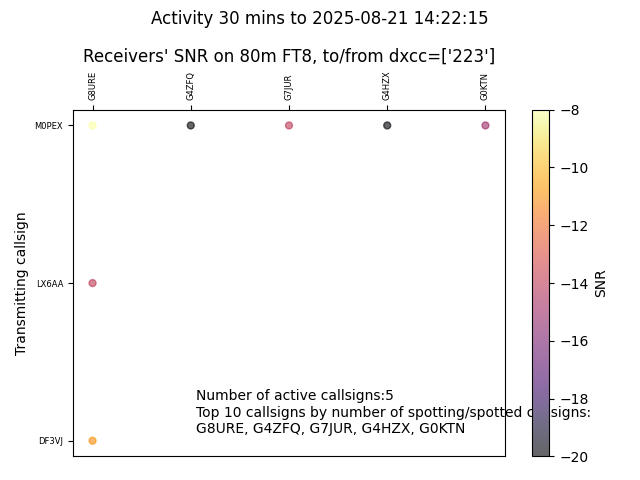 Activity 30 mins to 2025-08-21 14:22:15
Receivers' SNR on 80m FT8, to/from dxcc=['223']
G8URE G4ZFQ G7JUR G4HZX G0KTN
M0PEX
LX6AA
DF3VJ
Transmitting callsign
Number of active callsigns:5
Top 10 callsigns by number of spotting/spotted callsigns:
G8URE, G4ZFQ, G7JUR, G4HZX, G0KTN
−8
−10
−12
−14
−16
−18
−20
SNR